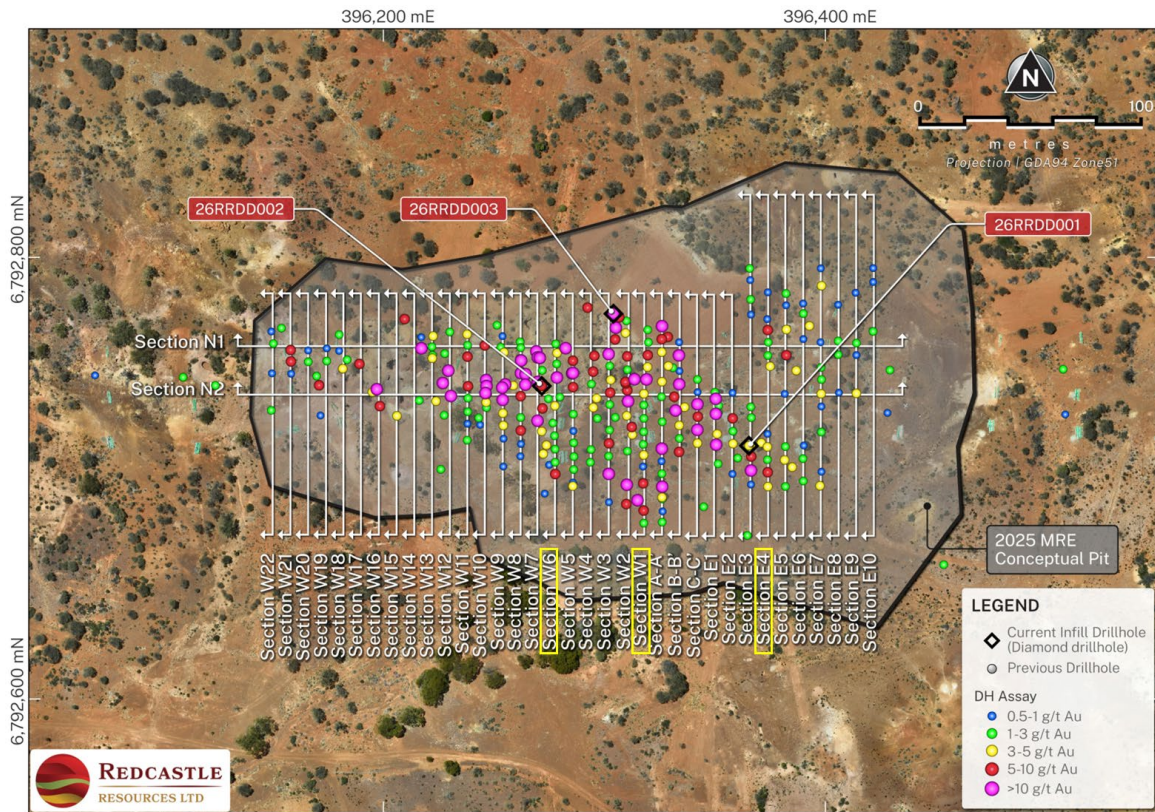 396,200 mE
396,400 mE
N
0
100
metres
Projection | GDA94 Zone51
26RRDD002
26RRDD003
26RRDD001
6,792,800 mN
Section N1
Section N2
Section W22
Section W21
Section W20
Section W19
Section W18
Section W17
Section W16
Section W15
Section W14
Section W13
Section W12
Section W11
Section W10
Section W9
Section W8
Section W7
Section W6
Section W5
Section W4
Section W3
Section W2
Section W1
Section A-A'
Section B-B'
Section C-C'
Section E1
Section E2
Section E3
Section E4
Section E5
Section E6
Section E7
Section E8
Section E9
Section E10
2025 MRE
Conceptual Pit
6,792,600 mN
LEGEND
Current Infill Drillhole
(Diamond drillhole)
Previous Drillhole
DH Assay
0.5-1 g/t Au
1-3 g/t Au
3-5 g/t Au
5-10 g/t Au
>10 g/t Au
REDCASTLE
RESOURCES LTD